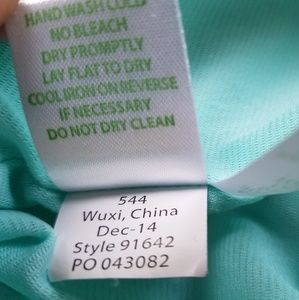 HAND WASH COLD
NO BLEACH
DRY PROMPTLY
LAY FLAT TO DRY
COOL IRON ON REVERSE
IF NECESSARY
DO NOT DRY CLEAN
544
Wuxi, China
Dec-14
Style 91642
PO 043082